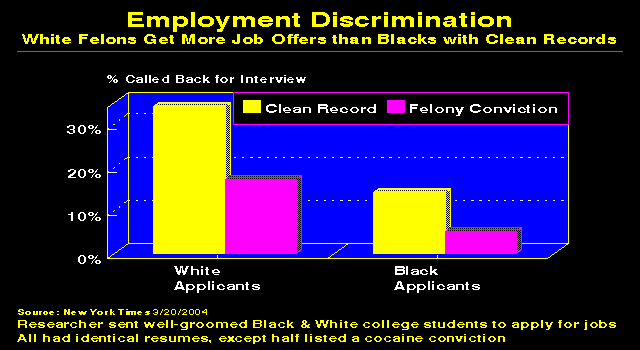 Employment Discrimination
White Felons Get More Job Offers than Blacks with Clean Records
% Called Back for Interview
Clean Record
Felony Conviction
30%
20%
10%
0%
White
Applicants
Black
Applicants
Source: New York Times 3/20/2004
Researcher sent well-groomed Black & White college students to apply for jobs
All had identical resumes, except half listed a cocaine conviction